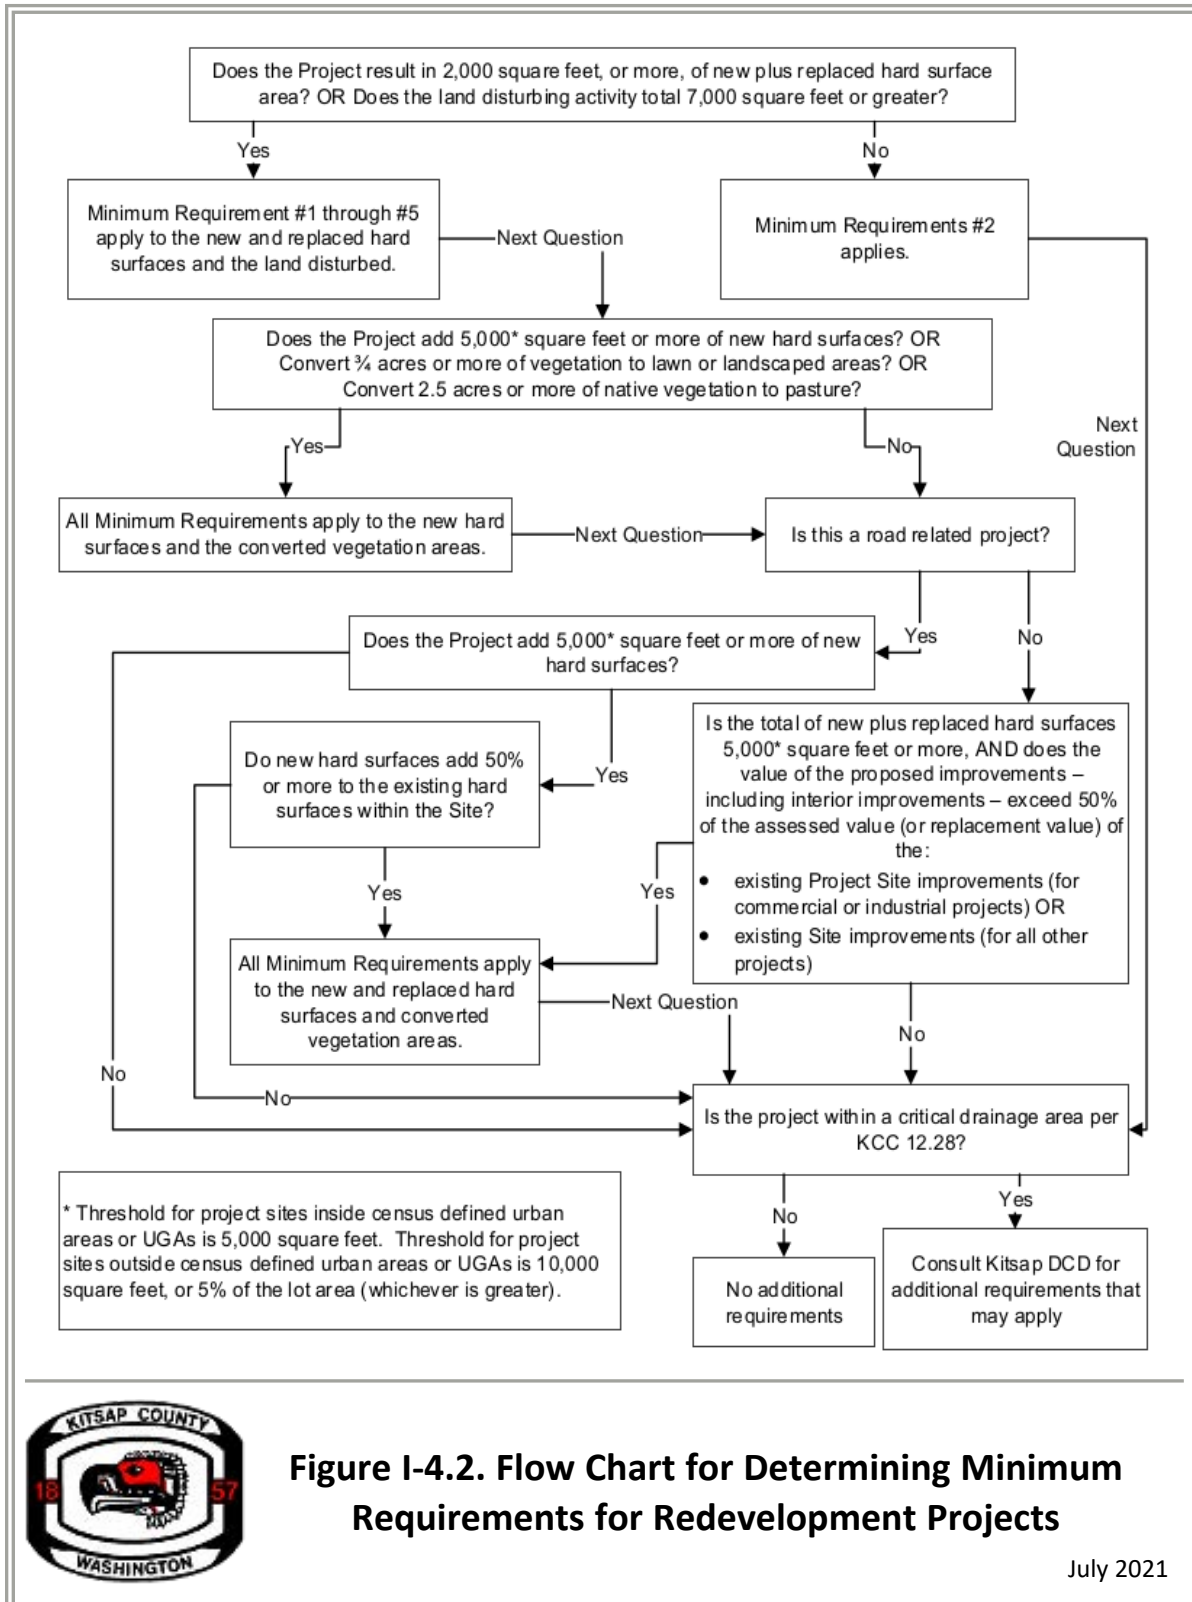 Does the Project result in 2,000 square feet, or more, of new plus replaced hard surface
area? OR Does the land disturbing activity total 7,000 square feet or greater?
Yes
No
Minimum Requirement #1 through #5
apply to the new and replaced hard
surfaces and the land disturbed.
Next Question
Minimum Requirements #2
applies.
Does the Project add 5,000* square feet or more of new hard surfaces? OR
Convert ¾ acres or more of vegetation to lawn or landscaped areas? OR
Convert 2.5 acres or more of native vegetation to pasture?
Next
Question
Yes
No
All Minimum Requirements apply to the new hard
surfaces and the converted vegetation areas.
Next Question
Is this a road related project?
Yes
No
Does the Project add 5,000* square feet or more of new
hard surfaces?
Do new hard surfaces add 50%
or more to the existing hard
surfaces within the Site?
Yes
Is the total of new plus replaced hard surfaces
5,000* square feet or more, AND does the
value of the proposed improvements –
including interior improvements – exceed 50%
of the assessed value (or replacement value) of
the:
• existing Project Site improvements (for
commercial or industrial projects) OR
• existing Site improvements (for all other
projects)
Yes
Yes
All Minimum Requirements apply
to the new and replaced hard
surfaces and converted
vegetation areas.
Next Question
No
No
No
Is the project within a critical drainage area per
KCC 12.28?
No
Yes
* Threshold for project sites inside census defined urban
areas or UGAs is 5,000 square feet. Threshold for project
sites outside census defined urban areas or UGAs is 10,000
square feet, or 5% of the lot area (whichever is greater).
No additional
requirements
Consult Kitsap DCD for
additional requirements that
may apply
KITSAP COUNTY
18 57
WASHINGTON
Figure I-4.2. Flow Chart for Determining Minimum
Requirements for Redevelopment Projects
July 2021